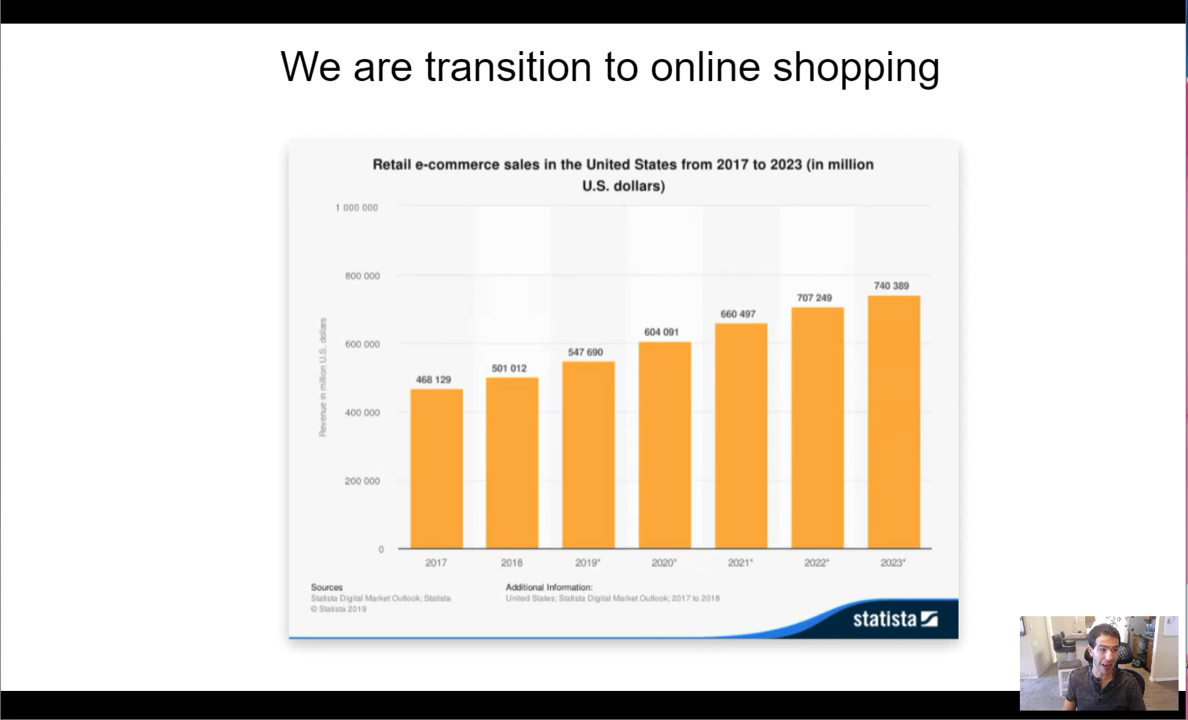 We are transition to online shopping
Retail e-commerce sales in the United States from 2017 to 2023 (in million
U.S. dollars)
1 000 000
800 000
600 000
400 000
200 000
0
Revenue in million U.S. dollars
468 129
501 012
547 690
604 091
660 497
707 249
740 389
2017
2018
2019*
2020*
2021*
2022*
2023*
Sources
Statista Digital Market Outlook; Statista
© Statista 2019
Additional Information:
United States; Statista Digital Market Outlook; 2017 to 2018
statista